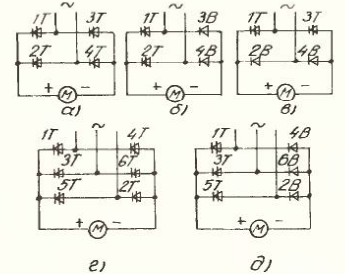 ~ ~ ~
1T 3T 1T 3В 1T 3T
2T 4T 2T 4В 2В 4В
+ М - + М - + М -
а) б) в)
~ ~
1T 4T 1T 4В
3T 6T 3T 6В
5T 2T 5T 2В
+ М - + М -
г) д)